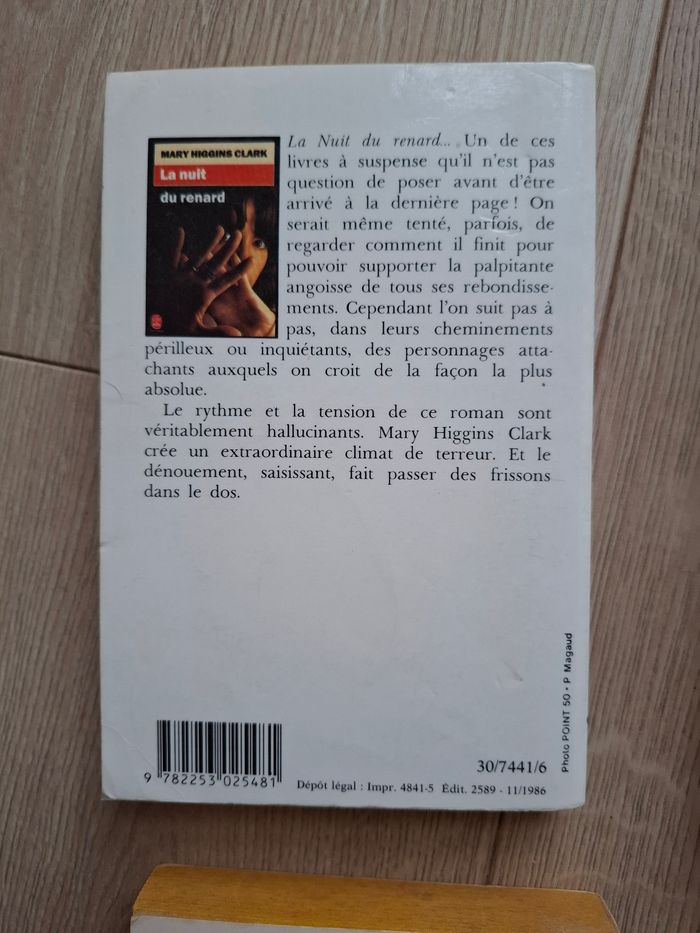 MARY HIGGINS CLARK
La nuit
du renard
La Nuit du renard... Un de ces
livres à suspense qu'il n'est pas
question de poser avant d'être
arrivé à la dernière page ! On
serait même tenté, parfois, de
regarder comment il finit pour
pouvoir supporter la palpitante
angoisse de tous ses rebondisse-
ments. Cependant l'on suit pas à
pas, dans leurs cheminements
périlleux ou inquiétants, des personnages atta-
chants auxquels on croit de la façon la plus
absolue.
Le rythme et la tension de ce roman sont
véritablement hallucinants. Mary Higgins Clark
crée un extraordinaire climat de terreur. Et le
dénouement, saisissant, fait passer des frissons
dans le dos.
Photo POINT 50 • P Magaud
9 782253 025481
30/7441/6
Dépôt légal : Impr. 4841-5 Édit. 2589 - 11/1986